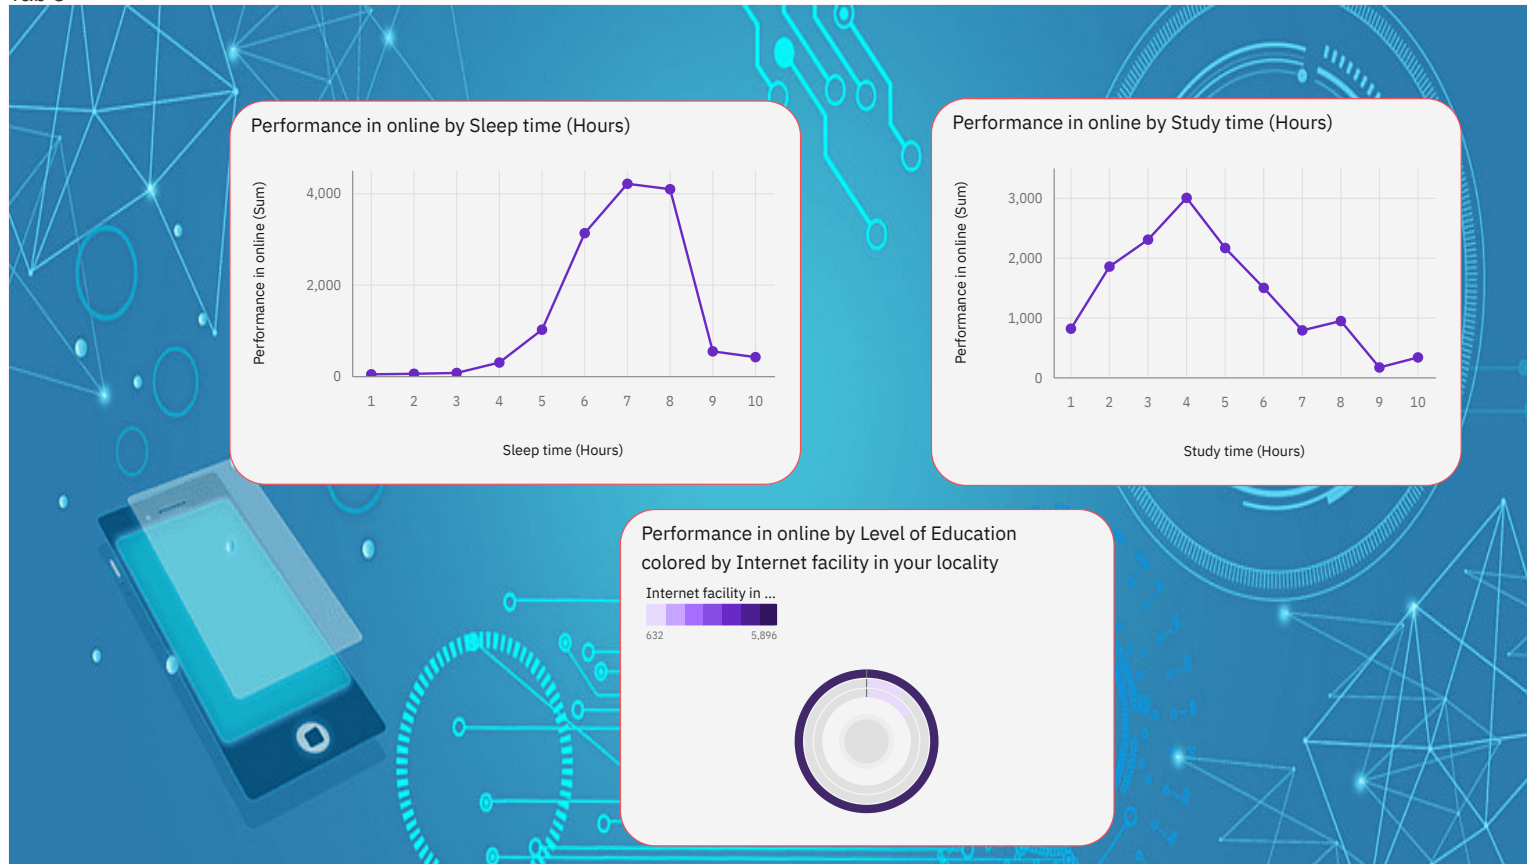 Performance in online by Sleep time (Hours)
Performance in online (Sum)
4,000
2,000
0
1 2 3 4 5 6 7 8 9 10
Sleep time (Hours)
Performance in online by Study time (Hours)
Performance in online (Sum)
3,000
2,000
1,000
0
1 2 3 4 5 6 7 8 9 10
Study time (Hours)
Performance in online by Level of Education
colored by Internet facility in your locality
Internet facility in ...
632 5,896